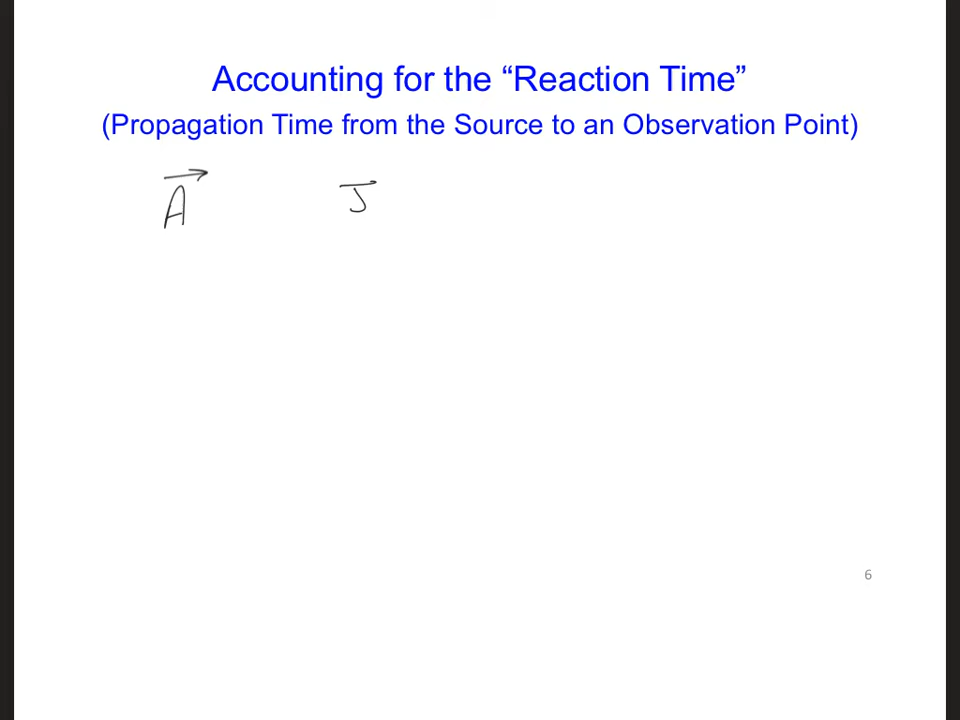 Accounting for the “Reaction Time”
(Propagation Time from the Source to an Observation Point)
A⃗ J
6